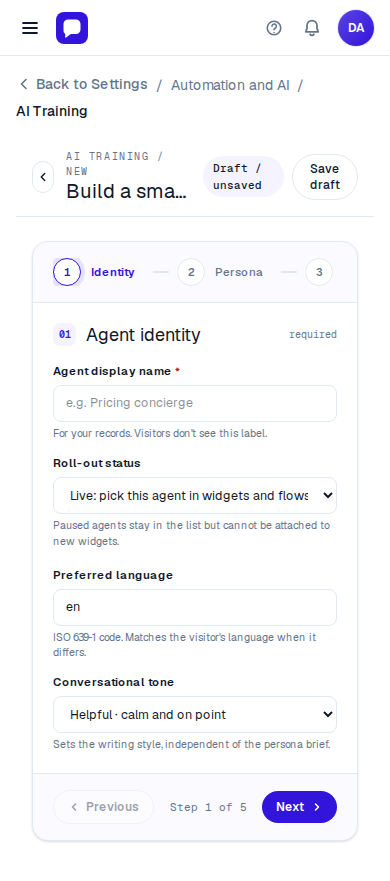 DA
Back to Settings / Automation and AI /
AI Training
AI TRAINING /
NEW
Build a sma...
Draft /
unsaved
Save
draft
1 Identity 2 Persona 3
01 Agent identity required
Agent display name *
e.g. Pricing concierge
For your records. Visitors don't see this label.
Roll-out status
Live: pick this agent in widgets and flows
Paused agents stay in the list but cannot be attached to
new widgets.
Preferred language
en
ISO 639-1 code. Matches the visitor's language when it
differs.
Conversational tone
Helpful · calm and on point
Sets the writing style, independent of the persona brief.
Previous Step 1 of 5 Next